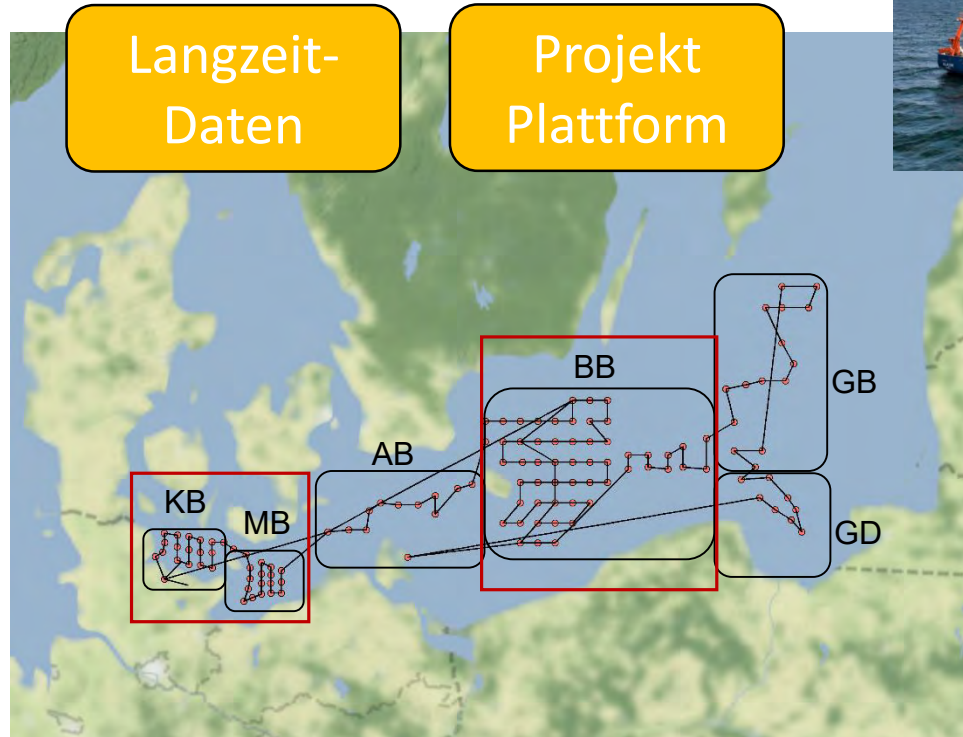 Langzeit-
Daten
Projekt
Plattform
BB
GB
AB
KB
MB
GD